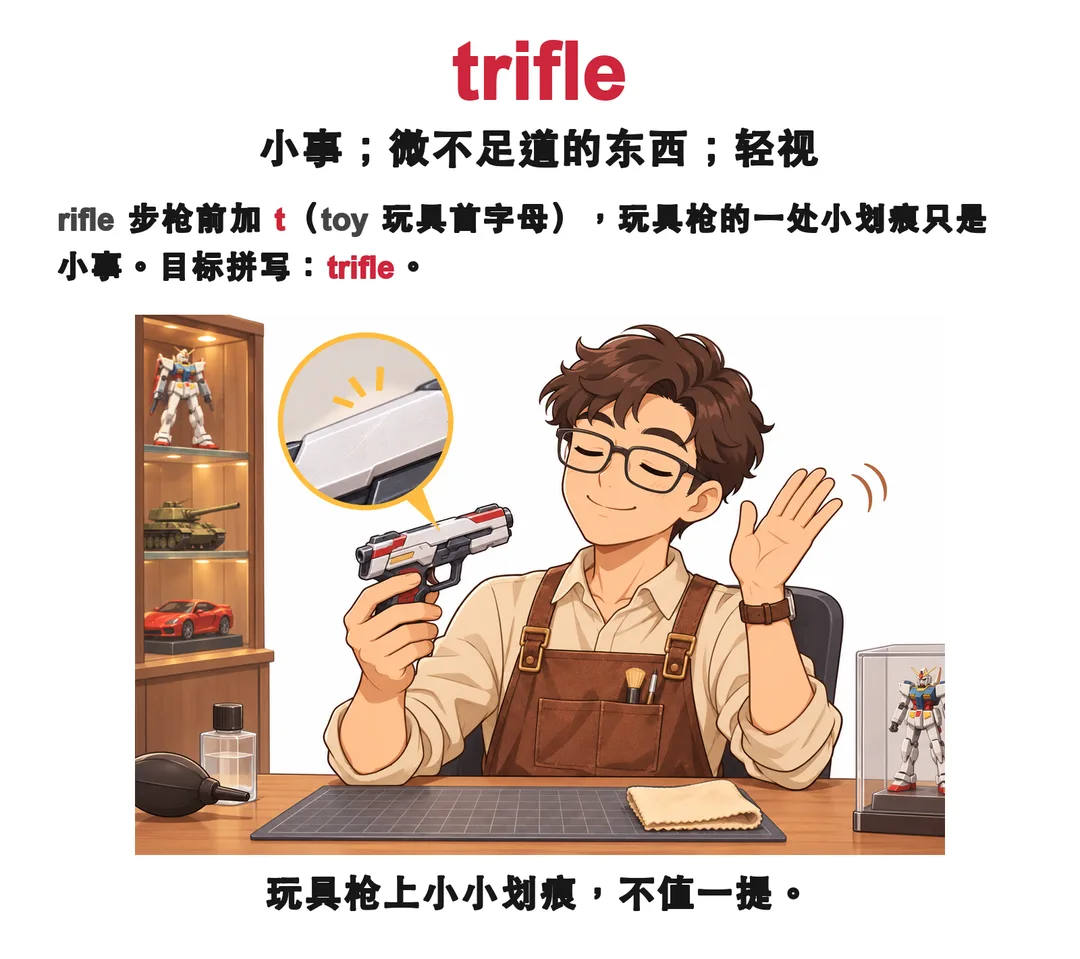 trifle
小事；微不足道的东西；轻视
rifle 步枪前加 t（toy 玩具首字母），玩具枪的一处小划痕只是
小事。目标拼写：trifle。
玩具枪上小小划痕，不值一提。